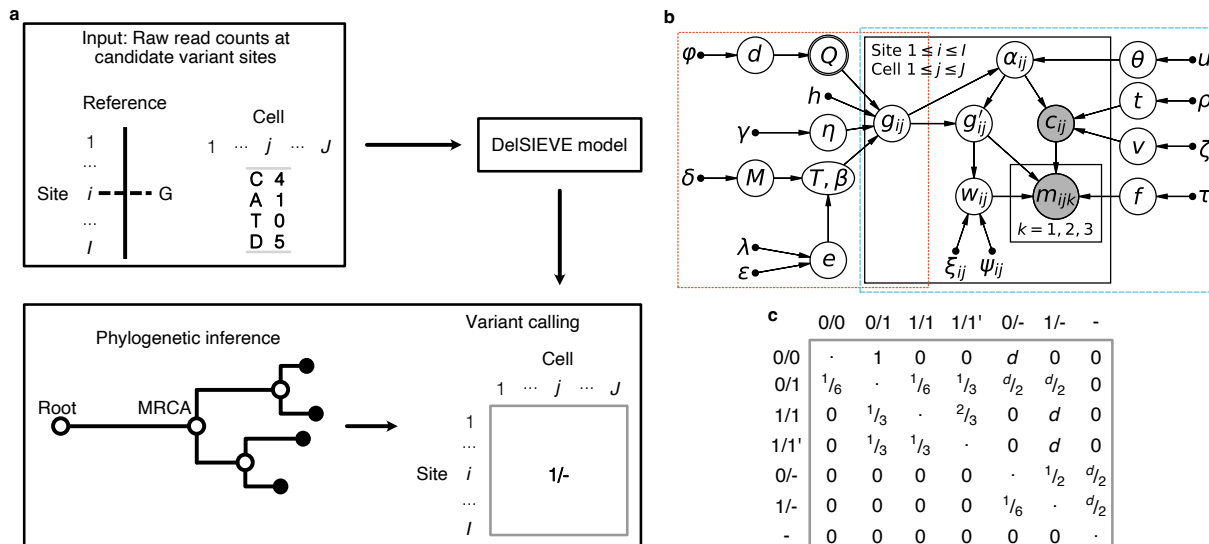 a
Input: Raw read counts at
candidate variant sites
Reference
Cell
1 ... j ... J
1
...
Site i G
...
I
C 4
A 1
T 0
D 5
DelSIEVE model
Phylogenetic inference
Root
MRCA
Variant calling
Cell
1 ... j ... J
1
...
Site i 1/-
...
I
b
Site 1 ≤ i ≤ I
Cell 1 ≤ j ≤ J
φ d Q α_ij θ u
h t ρ
γ η g_ij g′_ij c_ij v ζ
δ M T, β w_ij m_ijk f τ
k = 1, 2, 3
λ
ε e ξ_ij ψ_ij
c
0/0 0/1 1/1 1/1' 0/- 1/- -
0/0 · 1 0 0 d 0 0
0/1 1/6 · 1/6 1/3 d/2 d/2 0
1/1 0 1/3 · 2/3 0 d 0
1/1' 0 1/3 1/3 · 0 d 0
0/- 0 0 0 0 · 1/2 d/2
1/- 0 0 0 0 1/6 · d/2
- 0 0 0 0 0 0 ·